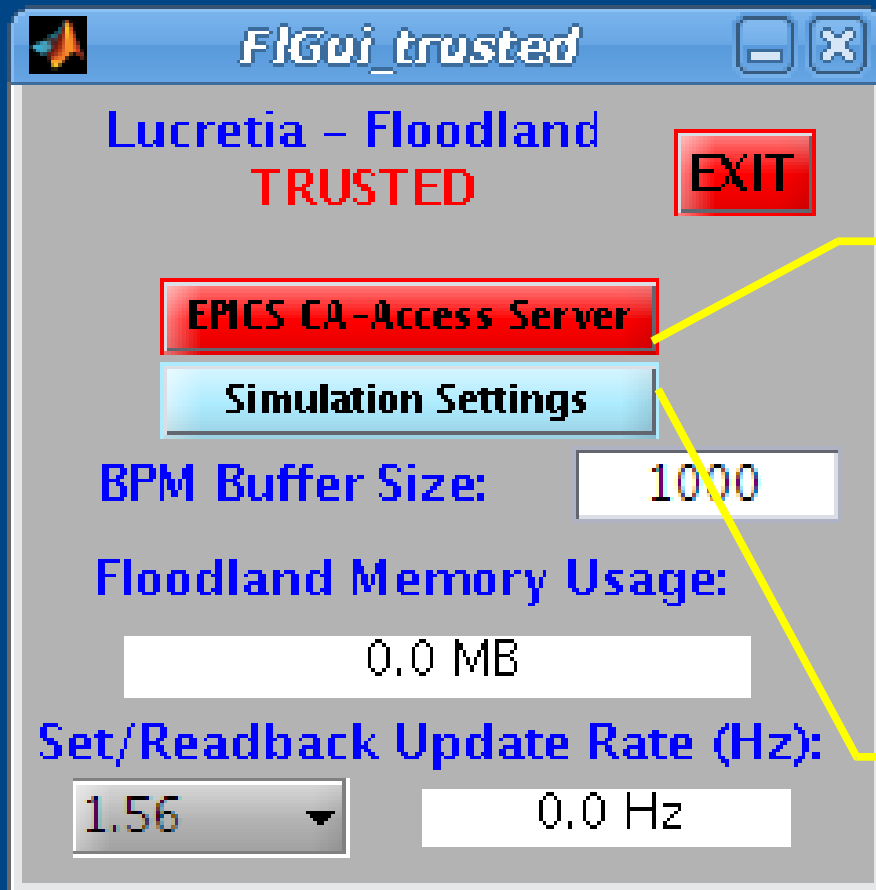 FlGui_trusted
Lucretia – Floodland
TRUSTED
EXIT
EPICS CA-Access Server
Simulation Settings
BPM Buffer Size: 1000
Floodland Memory Usage:
0.0 MB
Set/Readback Update Rate (Hz):
1.56 0.0 Hz